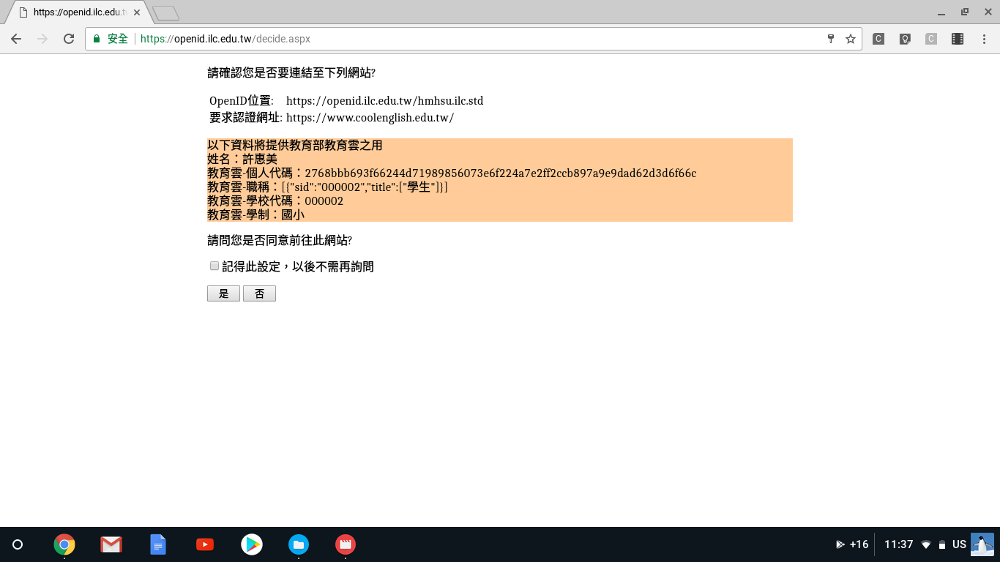 https://openid.ilc.edu.t
安全 https://openid.ilc.edu.tw/decide.aspx
C C
請確認您是否要連結至下列網站?
OpenID位置: https://openid.ilc.edu.tw/hmhsu.ilc.std
要求認證網址: https://www.coolenglish.edu.tw/
以下資料將提供教育部教育雲之用
姓名：許惠美
教育雲-個人代碼：2768bbb693f66244d71989856073e6f224a7e2ff2ccb897a9e9dad62d3d6f66c
教育雲-職稱：[{"sid":"000002","title":["學生"]}]
教育雲-學校代碼：000002
教育雲-學制：國小
請問您是否同意前往此網站?
記得此設定，以後不需再詢問
是 否
+16 11:37 US